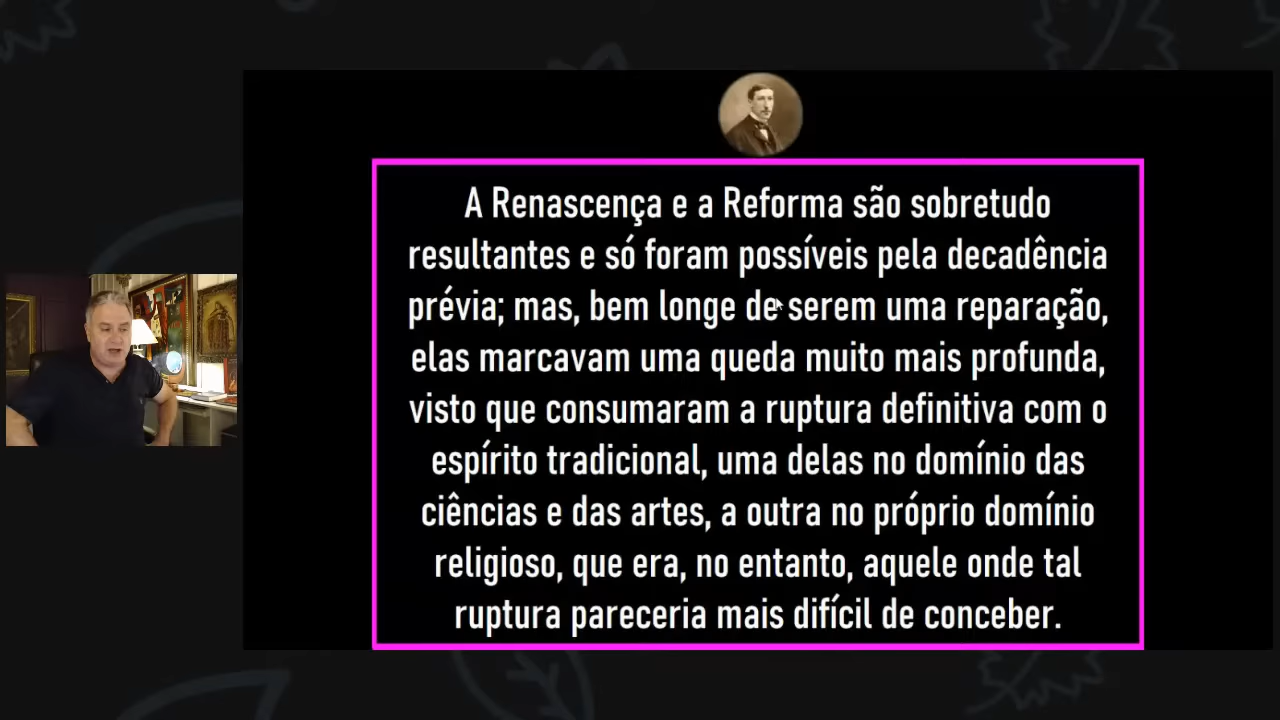 A Renascença e a Reforma são sobretudo
resultantes e só foram possíveis pela decadência
prévia; mas, bem longe de serem uma reparação,
elas marcavam uma queda muito mais profunda,
visto que consumaram a ruptura definitiva com o
espírito tradicional, uma delas no domínio das
ciências e das artes, a outra no próprio domínio
religioso, que era, no entanto, aquele onde tal
ruptura pareceria mais difícil de conceber.